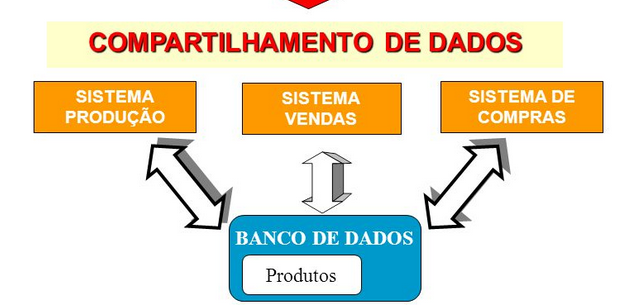 COMPARTILHAMENTO DE DADOS
SISTEMA
PRODUÇÃO
SISTEMA
VENDAS
SISTEMA DE
COMPRAS
BANCO DE DADOS
Produtos